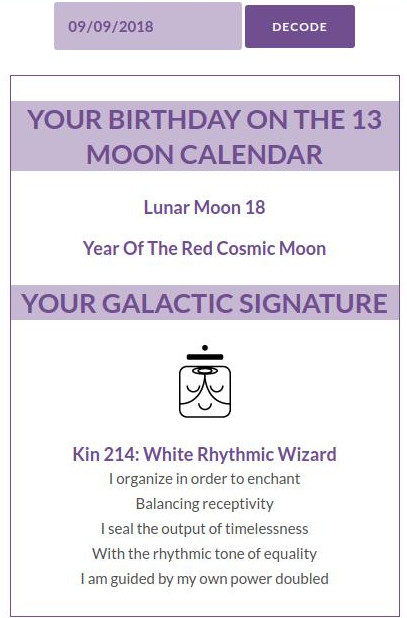 09/09/2018
DECODE
YOUR BIRTHDAY ON THE 13
MOON CALENDAR
Lunar Moon 18
Year Of The Red Cosmic Moon
YOUR GALACTIC SIGNATURE
Kin 214: White Rhythmic Wizard
I organize in order to enchant
Balancing receptivity
I seal the output of timelessness
With the rhythmic tone of equality
I am guided by my own power doubled